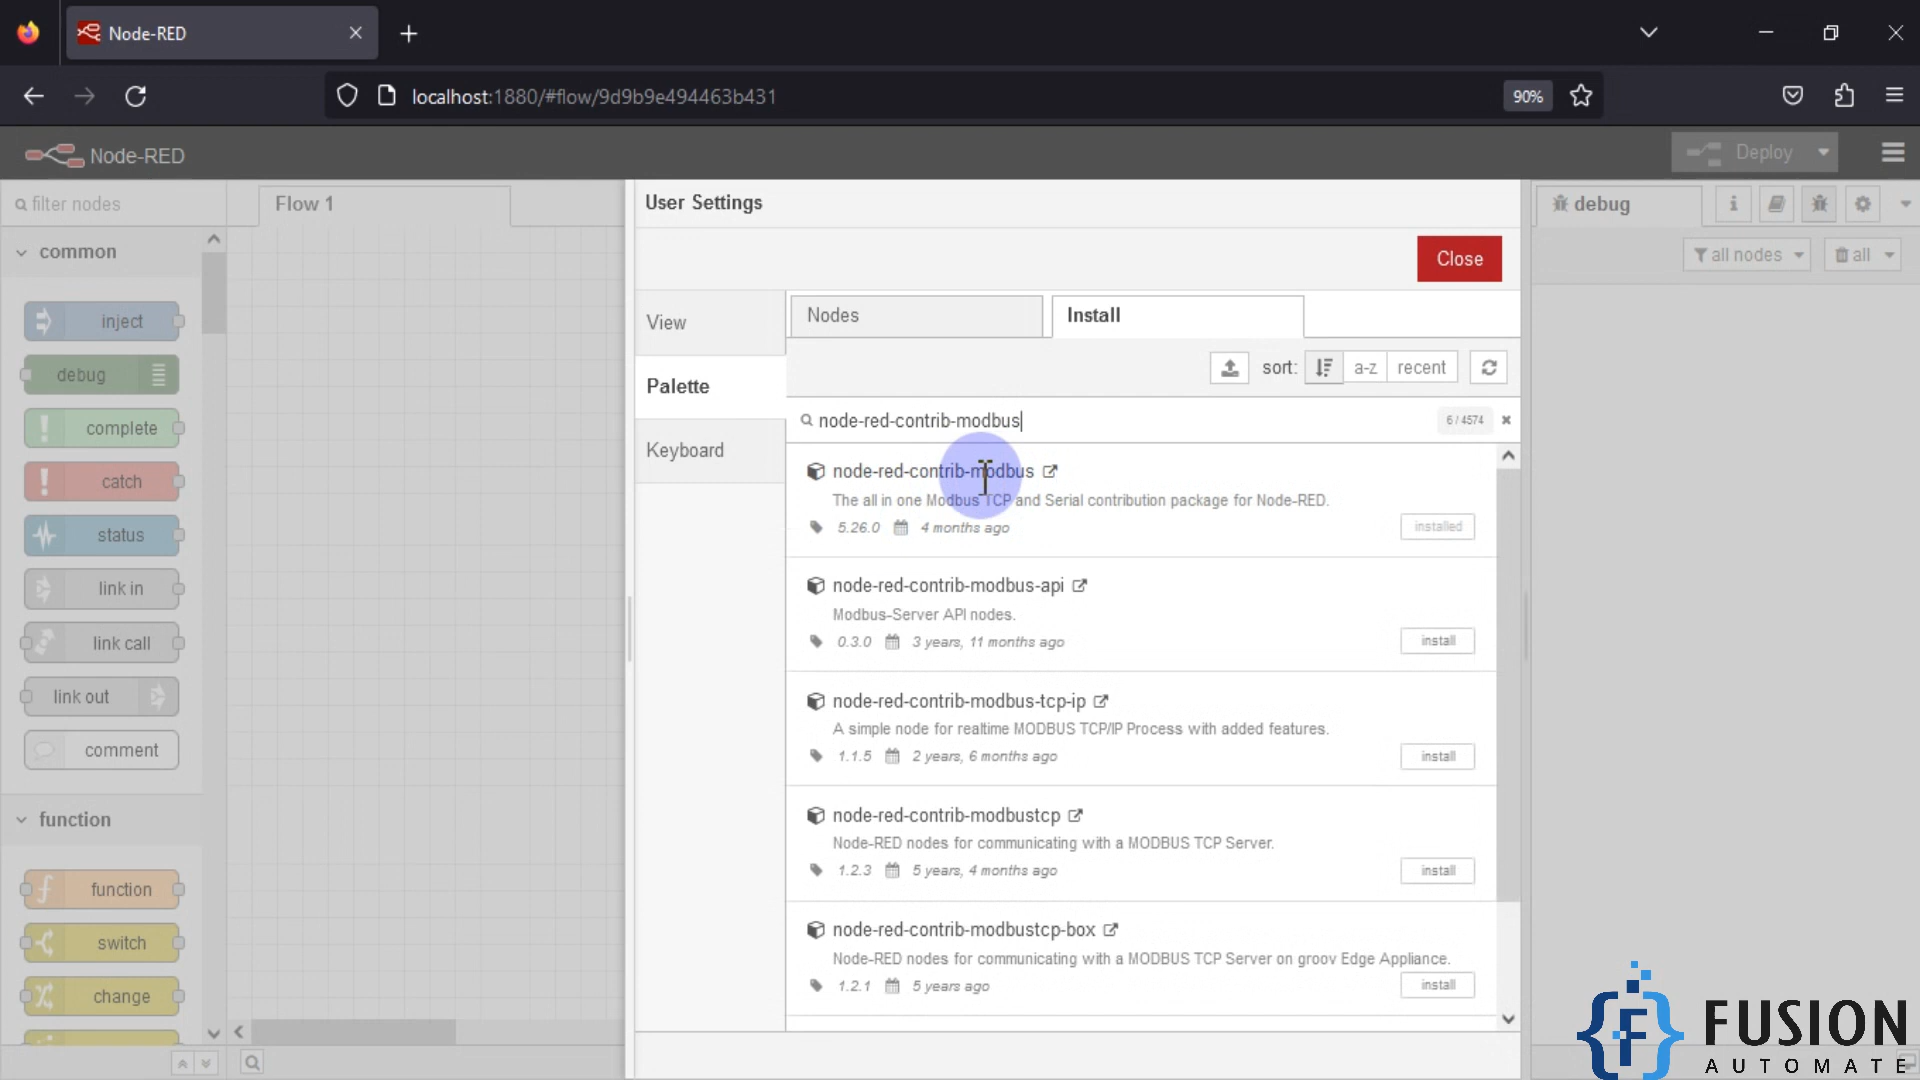 Node-RED
localhost:1880/#flow/9d9b9e494463b431
90%
Node-RED
Deploy
filter nodes
Flow 1
User Settings
debug
i
common
Close
all nodes
all
inject
debug
complete
catch
status
link in
link call
link out
comment
function
function
switch
change
View
Palette
Keyboard
Nodes
Install
sort:
a-z
recent
node-red-contrib-modbus
6 / 4574
node-red-contrib-modbus
The all in one Modbus TCP and Serial contribution package for Node-RED.
5.26.0 4 months ago
installed
node-red-contrib-modbus-api
Modbus-Server API nodes.
0.3.0 3 years, 11 months ago
install
node-red-contrib-modbus-tcp-ip
A simple node for realtime MODBUS TCP/IP Process with added features.
1.1.5 2 years, 6 months ago
install
node-red-contrib-modbustcp
Node-RED nodes for communicating with a MODBUS TCP Server.
1.2.3 5 years, 4 months ago
install
node-red-contrib-modbustcp-box
Node-RED nodes for communicating with a MODBUS TCP Server on groov Edge Appliance.
1.2.1 5 years ago
install
FUSION
AUTOMATE